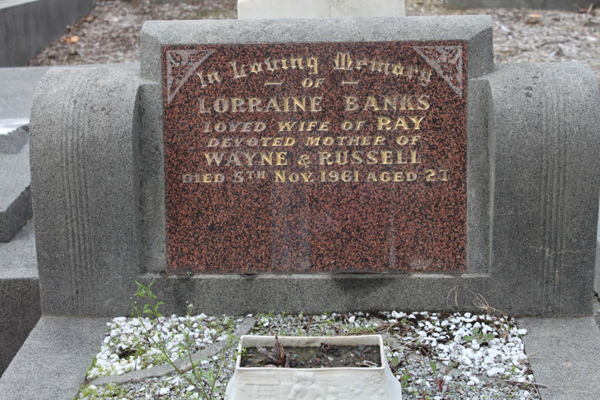 In Loving Memory
— OF —
LORRAINE BANKS
LOVED WIFE OF RAY
DEVOTED MOTHER OF
WAYNE & RUSSELL
DIED 5TH NOV. 1961 AGED 27